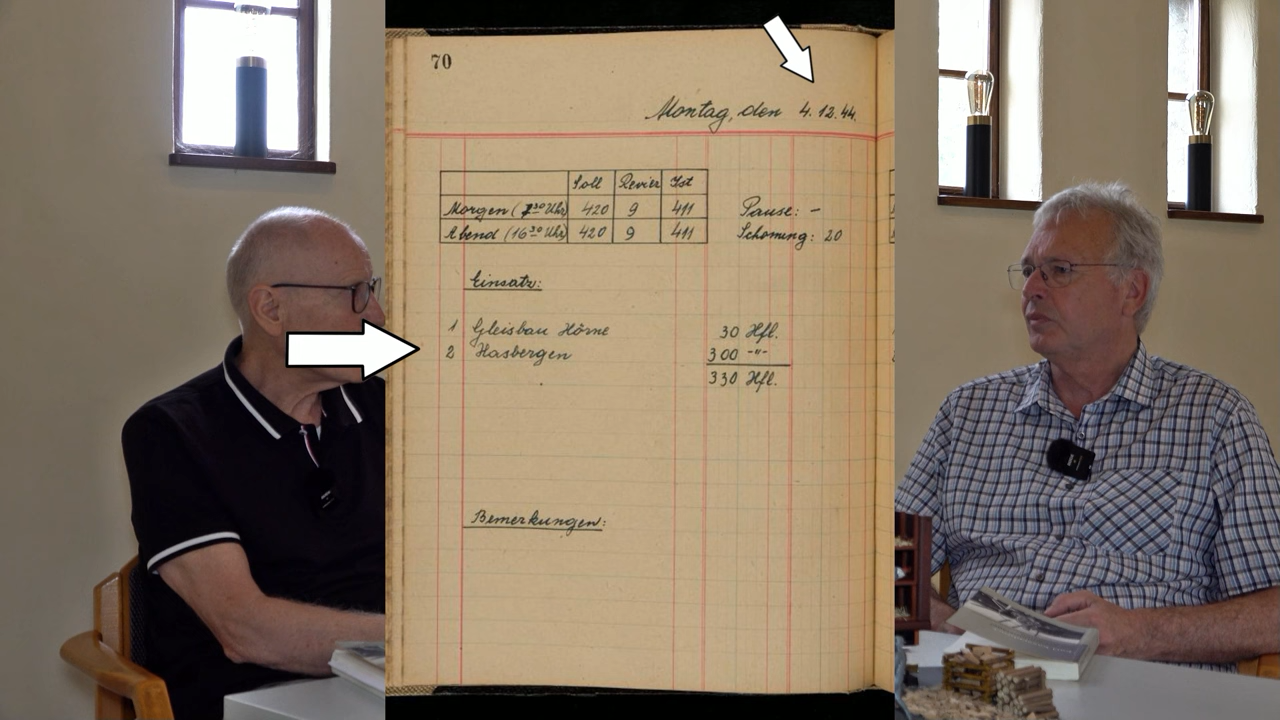 70
Montag, den 4.12.44.
Soll Revier Ist
Morgen (7³⁰ Uhr) 420 9 411 Pause: -
Abend (16³⁰ Uhr) 420 9 411 Schonung: 20
Einsatz:
1 Gleisbau Hörne 30 Hfl.
2 Hasbergen 300 -"-
330 Hfl.
Bemerkungen: